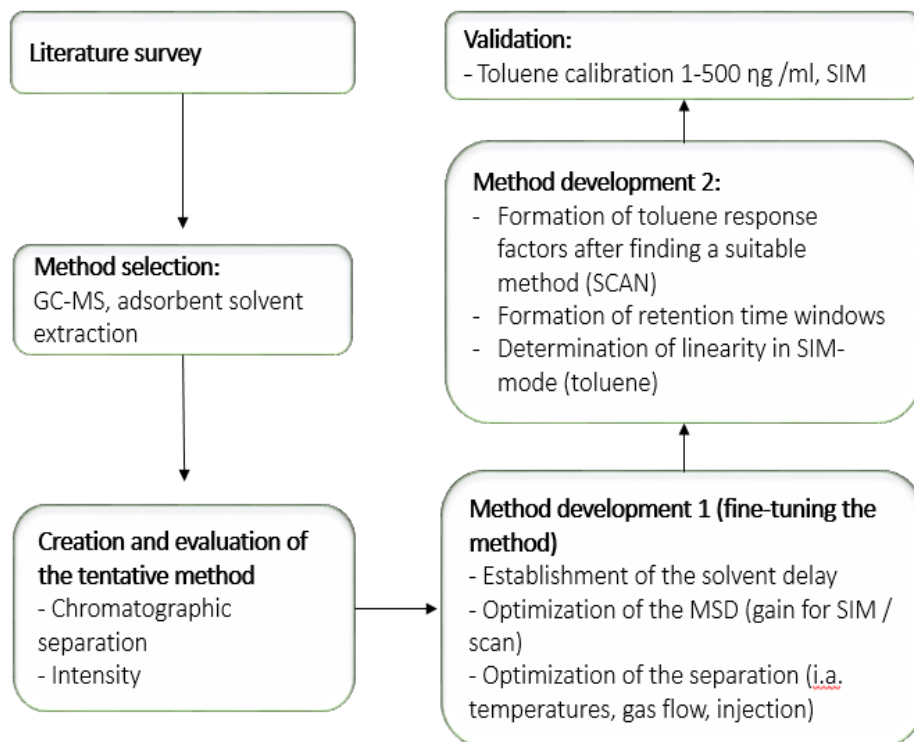 Literature survey
Method selection:
GC-MS, adsorbent solvent
extraction
Creation and evaluation of
the tentative method
- Chromatographic
separation
- Intensity
Method development 1 (fine-tuning the
method)
- Establishment of the solvent delay
- Optimization of the MSD (gain for SIM /
scan)
- Optimization of the separation (i.a.
temperatures, gas flow, injection)
Method development 2:
- Formation of toluene response
factors after finding a suitable
method (SCAN)
- Formation of retention time windows
- Determination of linearity in SIM-
mode (toluene)
Validation:
- Toluene calibration 1-500 ηg /ml, SIM